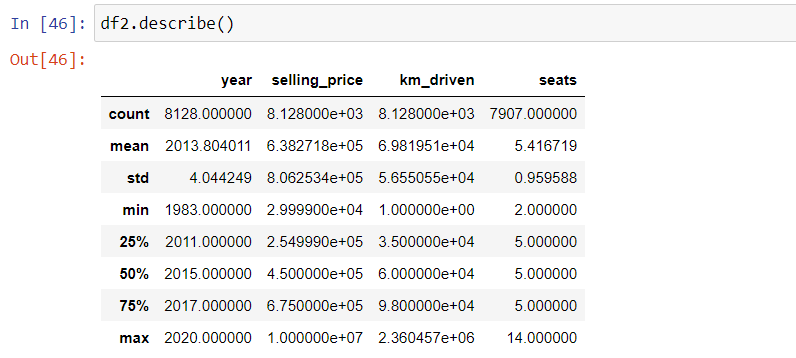 In [46]: df2.describe()
Out[46]:
year selling_price km_driven seats
count 8128.000000 8.128000e+03 8.128000e+03 7907.000000
mean 2013.804011 6.382718e+05 6.981951e+04 5.416719
std 4.044249 8.062534e+05 5.655055e+04 0.959588
min 1983.000000 2.999900e+04 1.000000e+00 2.000000
25% 2011.000000 2.549990e+05 3.500000e+04 5.000000
50% 2015.000000 4.500000e+05 6.000000e+04 5.000000
75% 2017.000000 6.750000e+05 9.800000e+04 5.000000
max 2020.000000 1.000000e+07 2.360457e+06 14.000000